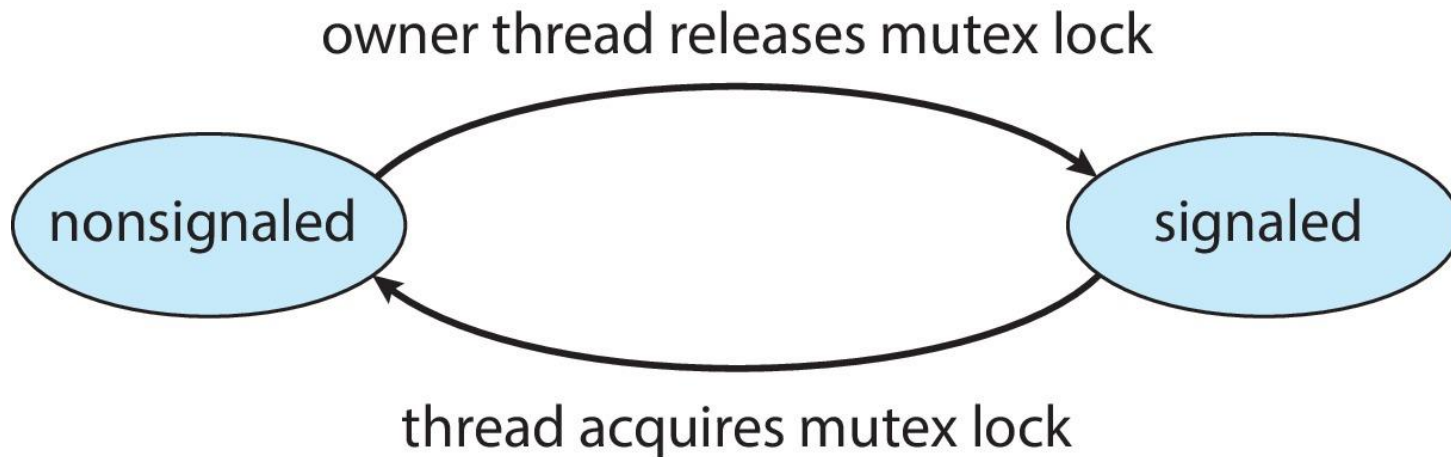 owner thread releases mutex lock
nonsignaled
signaled
thread acquires mutex lock